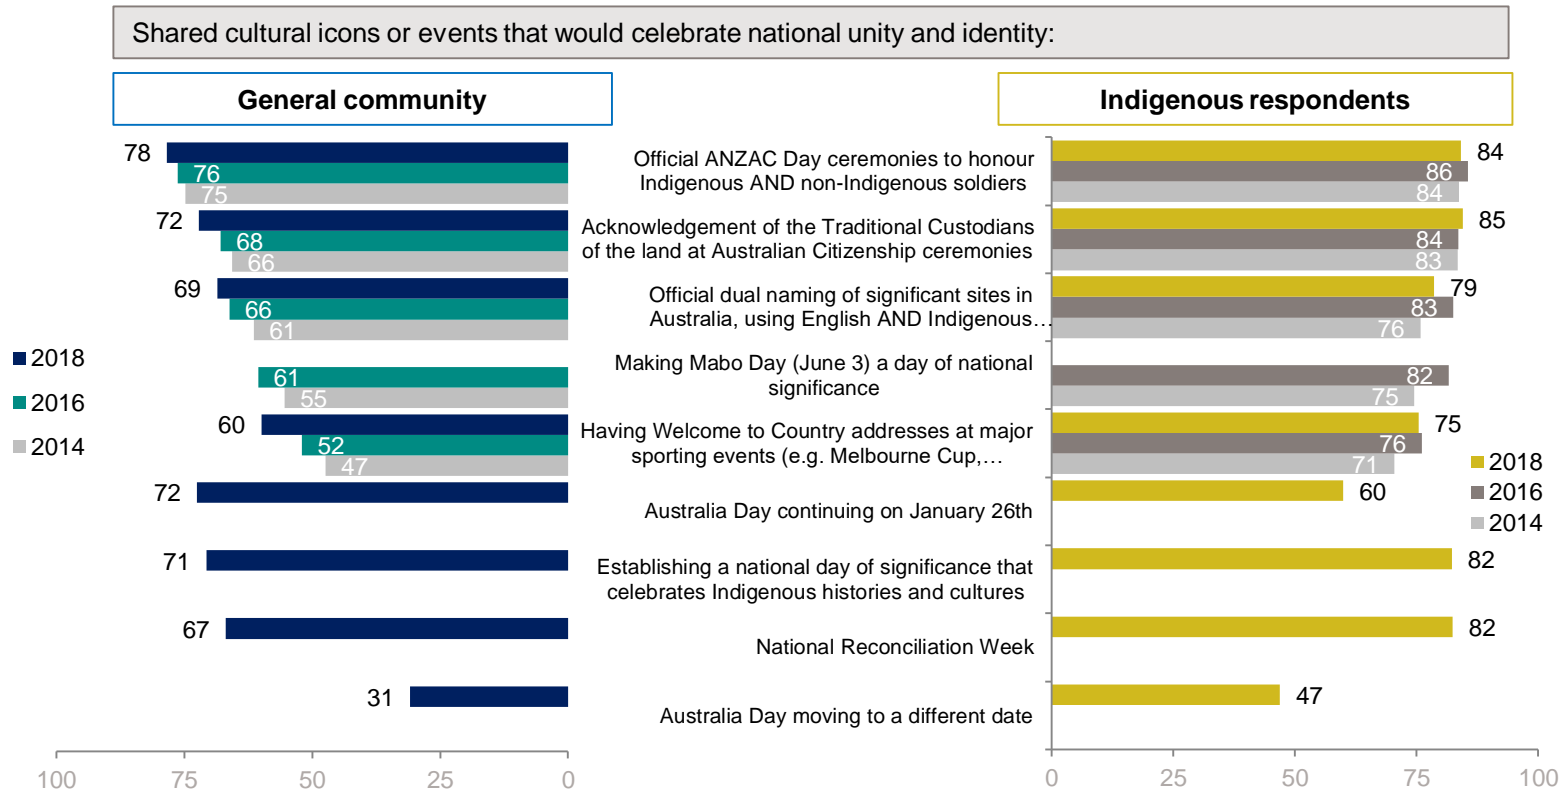 Shared cultural icons or events that would celebrate national unity and identity:
General community
Indigenous respondents
78
76
75
Official ANZAC Day ceremonies to honour
Indigenous AND non-Indigenous soldiers
84
86
84
72
68
66
Acknowledgement of the Traditional Custodians
of the land at Australian Citizenship ceremonies
85
84
83
69
66
61
Official dual naming of significant sites in
Australia, using English AND Indigenous…
79
83
76
61
55
Making Mabo Day (June 3) a day of national
significance
82
75
60
52
47
Having Welcome to Country addresses at major
sporting events (e.g. Melbourne Cup,…
75
76
71
72
Australia Day continuing on January 26th
60
71
Establishing a national day of significance that
celebrates Indigenous histories and cultures
82
67
National Reconciliation Week
82
31
Australia Day moving to a different date
47
2018
2016
2014
2018
2016
2014
100 75 50 25 0
0 25 50 75 100